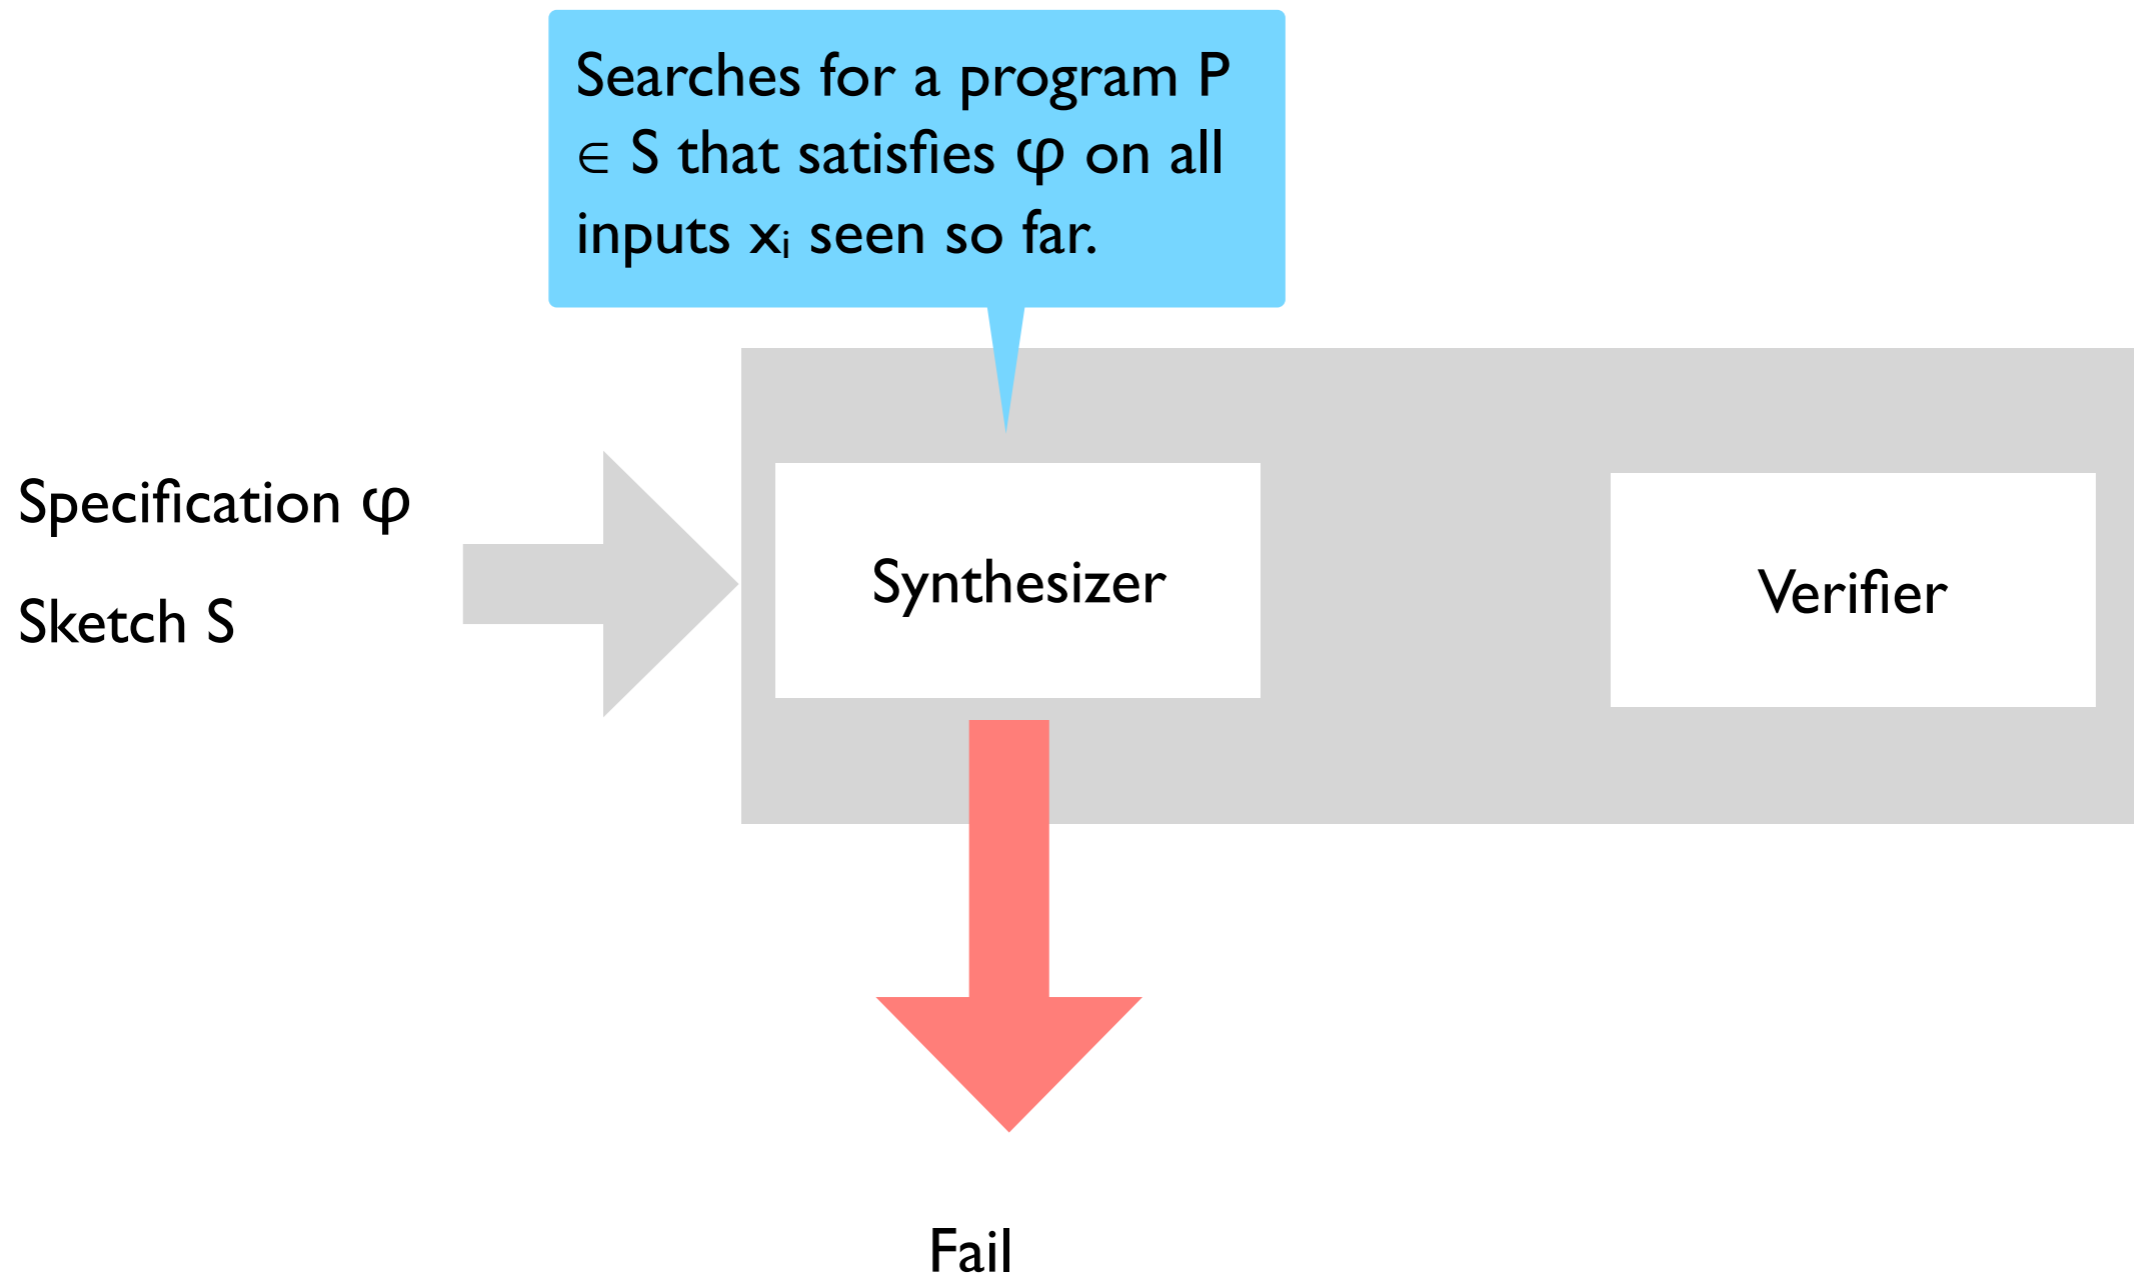 Searches for a program P
∈ S that satisfies φ on all
inputs xᵢ seen so far.
Specification φ
Sketch S
Synthesizer
Verifier
Fail